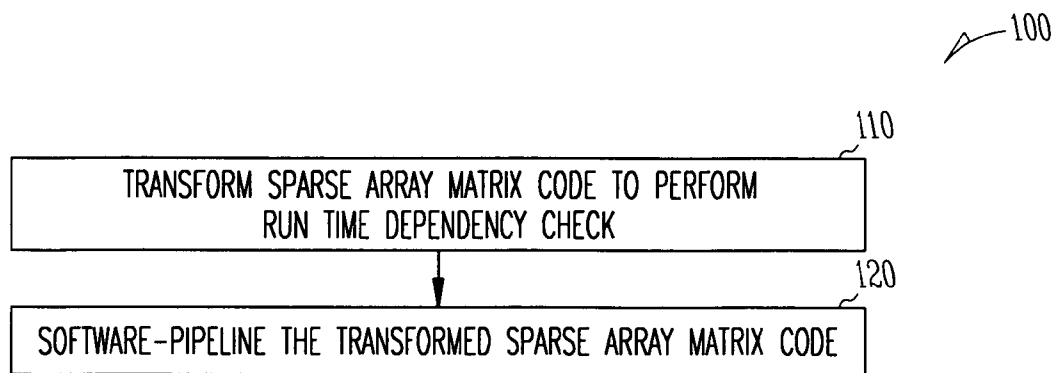 100
110
TRANSFORM SPARSE ARRAY MATRIX CODE TO PERFORM
RUN TIME DEPENDENCY CHECK
120
SOFTWARE-PIPELINE THE TRANSFORMED SPARSE ARRAY MATRIX CODE